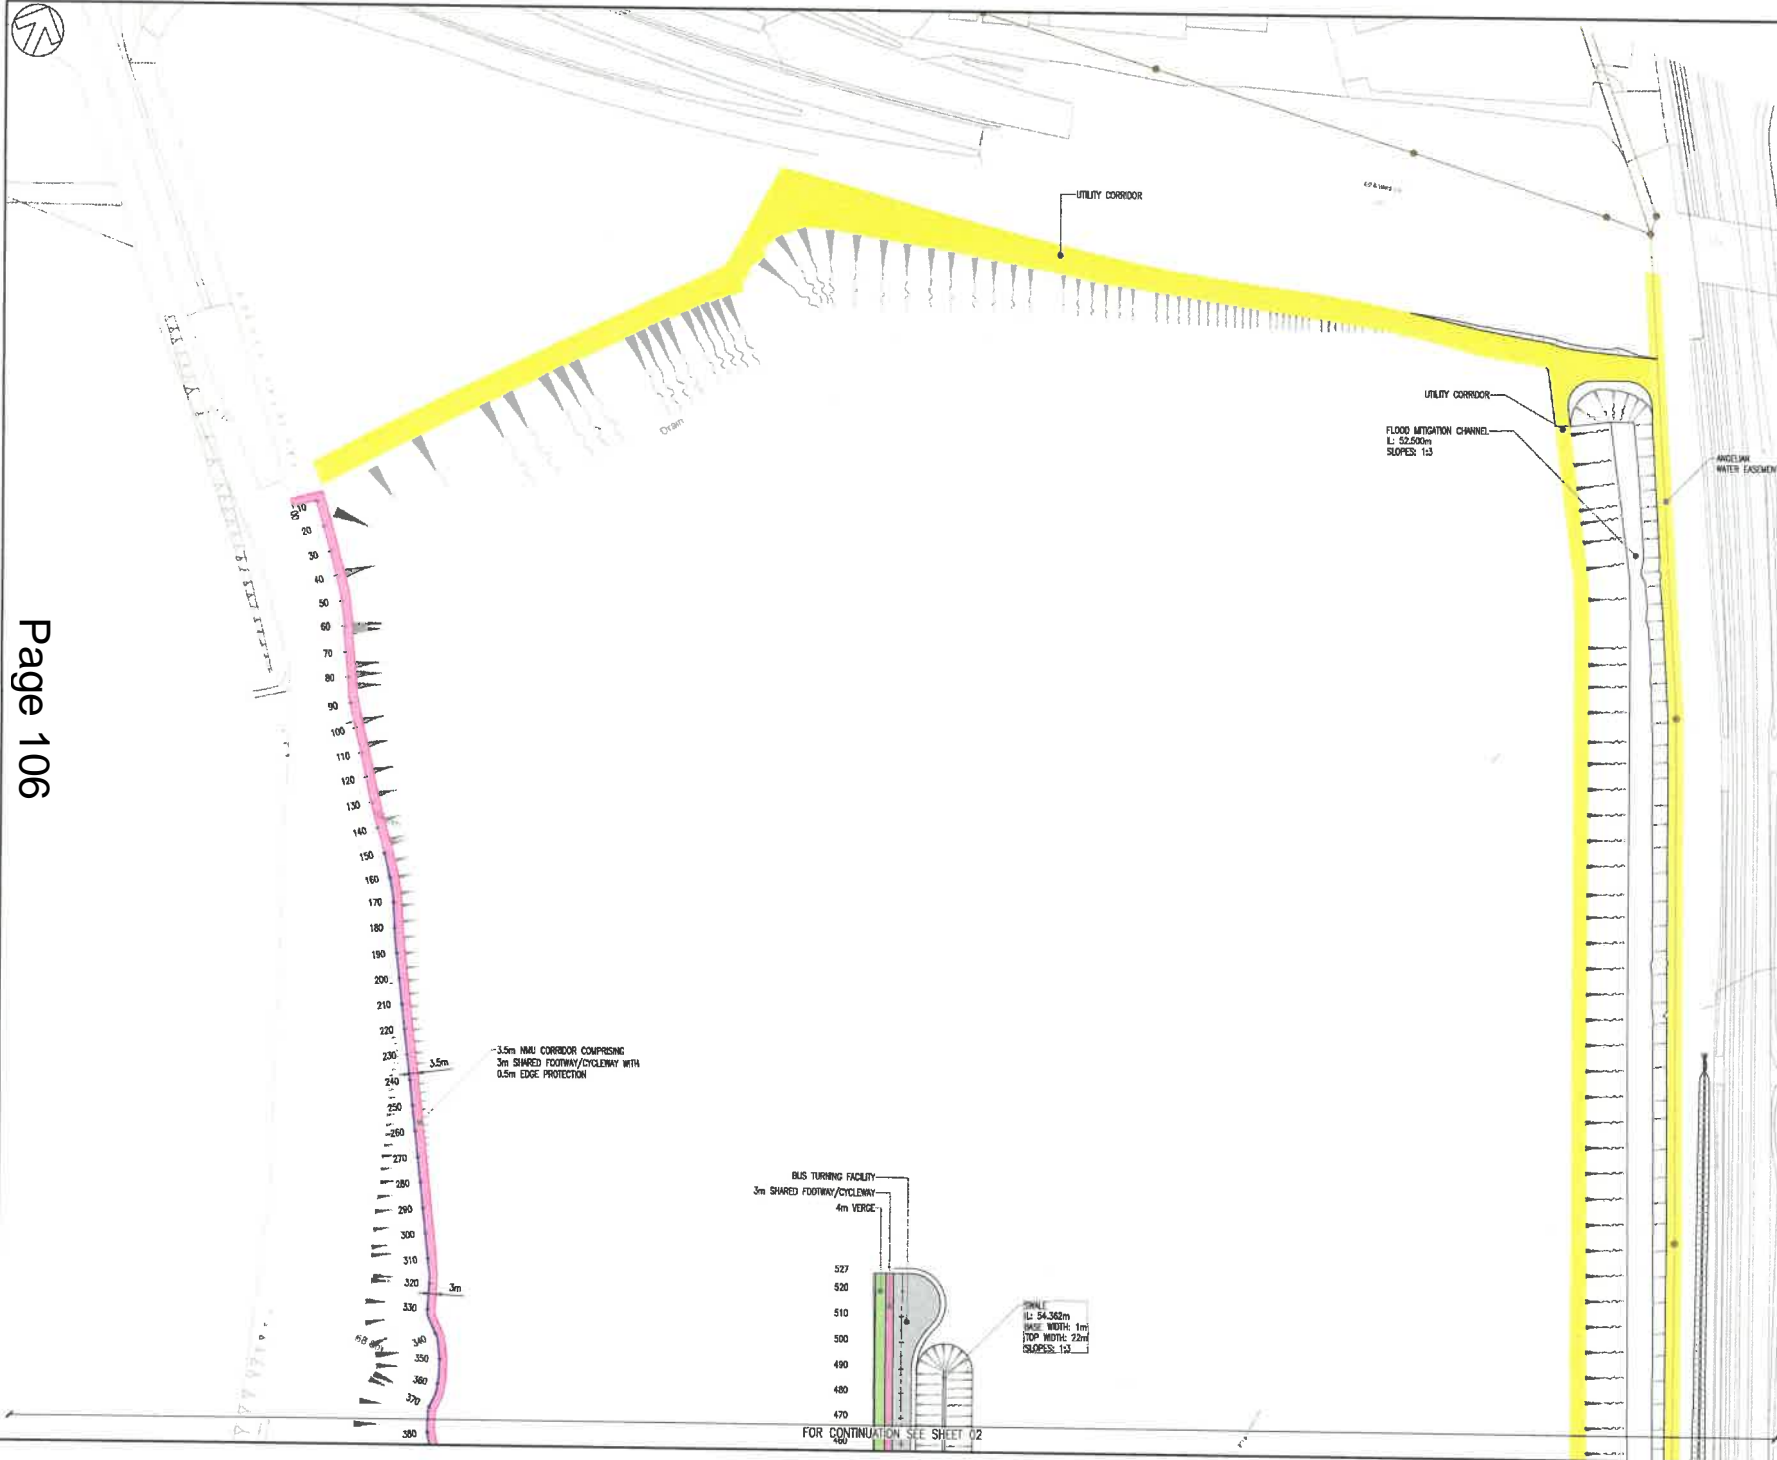 UTILITY CORRIDOR
Drain
UTILITY CORRIDOR
FLOOD MITIGATION CHANNEL
IL: 52.500m
SLOPES: 1:3
ANGELIAN
WATER EASEMENT
10
20
30
40
50
60
70
80
90
100
110
120
130
140
150
160
170
180
190
200
210
220
230
240
250
260
270
280
290
300
310
320
330
340
350
360
370
380
3.5m
3.5m NMU CORRIDOR COMPRISING
3m SHARED FOOTWAY/CYCLEWAY WITH
0.5m EDGE PROTECTION
3m
BUS TURNING FACILITY
3m SHARED FOOTWAY/CYCLEWAY
4m VERGE
527
520
510
500
490
480
470
460
SWALE
IL: 54.362m
BASE WIDTH: 1m
TOP WIDTH: 22m
SLOPES: 1:3
FOR CONTINUATION SEE SHEET 02
Page 106